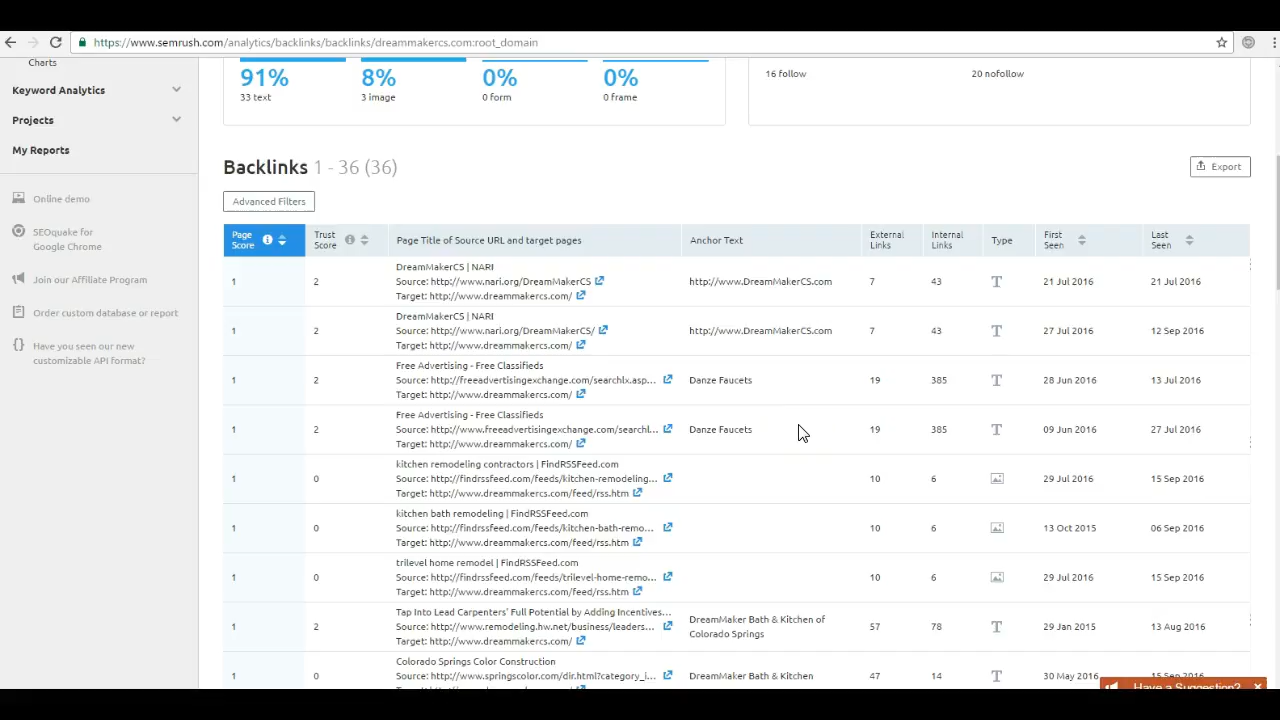 https://www.semrush.com/analytics/backlinks/backlinks/dreammakercs.com:root_domain
Charts
Keyword Analytics
Projects
My Reports
Online demo
SEOquake for
Google Chrome
Join our Affiliate Program
Order custom database or report
Have you seen our new
customizable API format?
91% 8% 0% 0%
33 text 3 image 0 form 0 frame
16 follow 20 nofollow
Backlinks 1 - 36 (36)
Export
Advanced Filters
Page Score Trust Score Page Title of Source URL and target pages Anchor Text External Links Internal Links Type First Seen Last Seen
DreamMakerCS | NARI
1 2 Source: http://www.nari.org/DreamMakerCS http://www.DreamMakerCS.com 7 43 T 21 Jul 2016 21 Jul 2016
Target: http://www.dreammakercs.com/
DreamMakerCS | NARI
1 2 Source: http://www.nari.org/DreamMakerCS/ http://www.DreamMakerCS.com 7 43 T 27 Jul 2016 12 Sep 2016
Target: http://www.dreammakercs.com/
Free Advertising - Free Classifieds
1 2 Source: http://freeadvertisingexchange.com/searchlx.asp... Danze Faucets 19 385 T 28 Jun 2016 13 Jul 2016
Target: http://www.dreammakercs.com/
Free Advertising - Free Classifieds
1 2 Source: http://www.freeadvertisingexchange.com/searchl... Danze Faucets 19 385 T 09 Jun 2016 27 Jul 2016
Target: http://www.dreammakercs.com/
kitchen remodeling contractors | FindRSSFeed.com
1 0 Source: http://findrssfeed.com/feeds/kitchen-remodeling... 10 6 29 Jul 2016 15 Sep 2016
Target: http://www.dreammakercs.com/feed/rss.htm
kitchen bath remodeling | FindRSSFeed.com
1 0 Source: http://findrssfeed.com/feeds/kitchen-bath-remo... 10 6 13 Oct 2015 06 Sep 2016
Target: http://www.dreammakercs.com/feed/rss.htm
trilevel home remodel | FindRSSFeed.com
1 0 Source: http://findrssfeed.com/feeds/trilevel-home-remo... 10 6 29 Jul 2016 15 Sep 2016
Target: http://www.dreammakercs.com/feed/rss.htm
Tap Into Lead Carpenters' Full Potential by Adding Incentives...
1 2 Source: http://www.remodeling.hw.net/business/leaders... DreamMaker Bath & Kitchen of Colorado Springs 57 78 T 29 Jan 2015 13 Aug 2016
Target: http://www.dreammakercs.com/
Colorado Springs Color Construction
1 0 Source: http://www.springscolor.com/dir.html?category_i... DreamMaker Bath & Kitchen 47 14 T 30 May 2016 15 Sep 2016
Have a Suggestion?